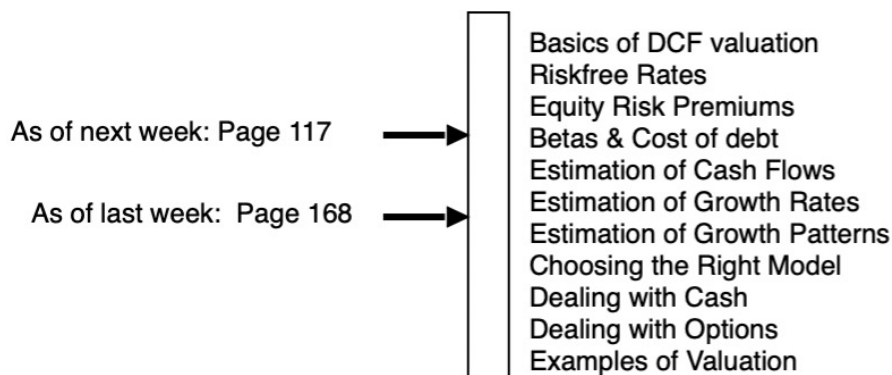 Basics of DCF valuation
Riskfree Rates
Equity Risk Premiums
As of next week: Page 117
Betas & Cost of debt
Estimation of Cash Flows
Estimation of Growth Rates
As of last week: Page 168
Estimation of Growth Patterns
Choosing the Right Model
Dealing with Cash
Dealing with Options
Examples of Valuation